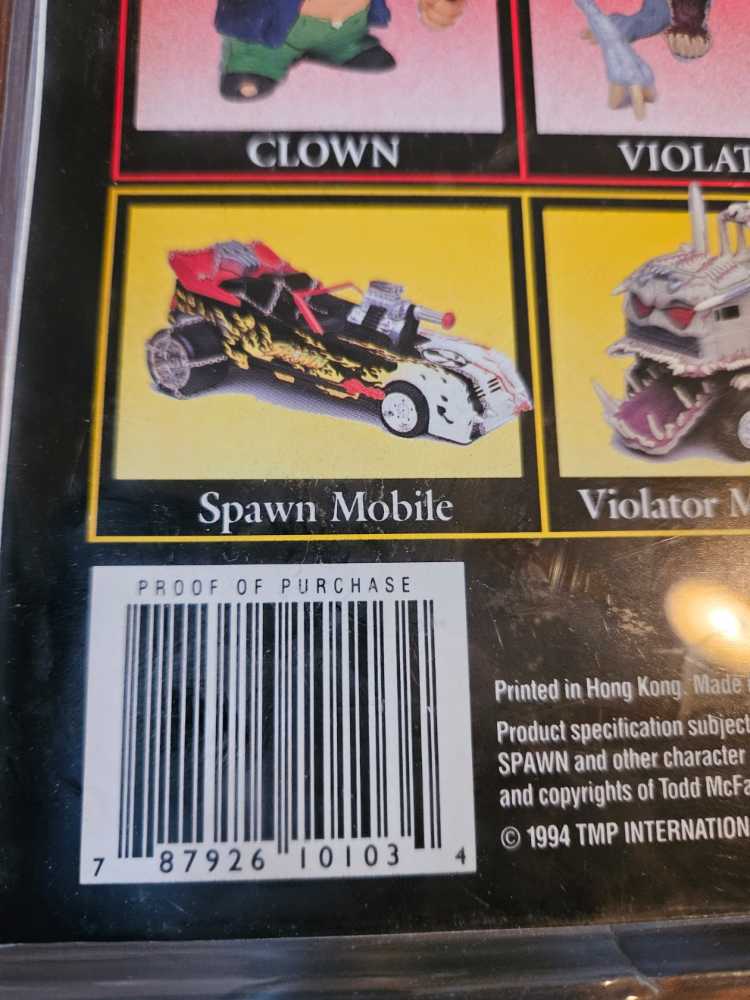 CLOWN
VIOLAT
Spawn Mobile
Violator M
PROOF OF PURCHASE
7 87926 10103 4
Printed in Hong Kong. Made
Product specification subject
SPAWN and other character
and copyrights of Todd McFa
© 1994 TMP INTERNATION